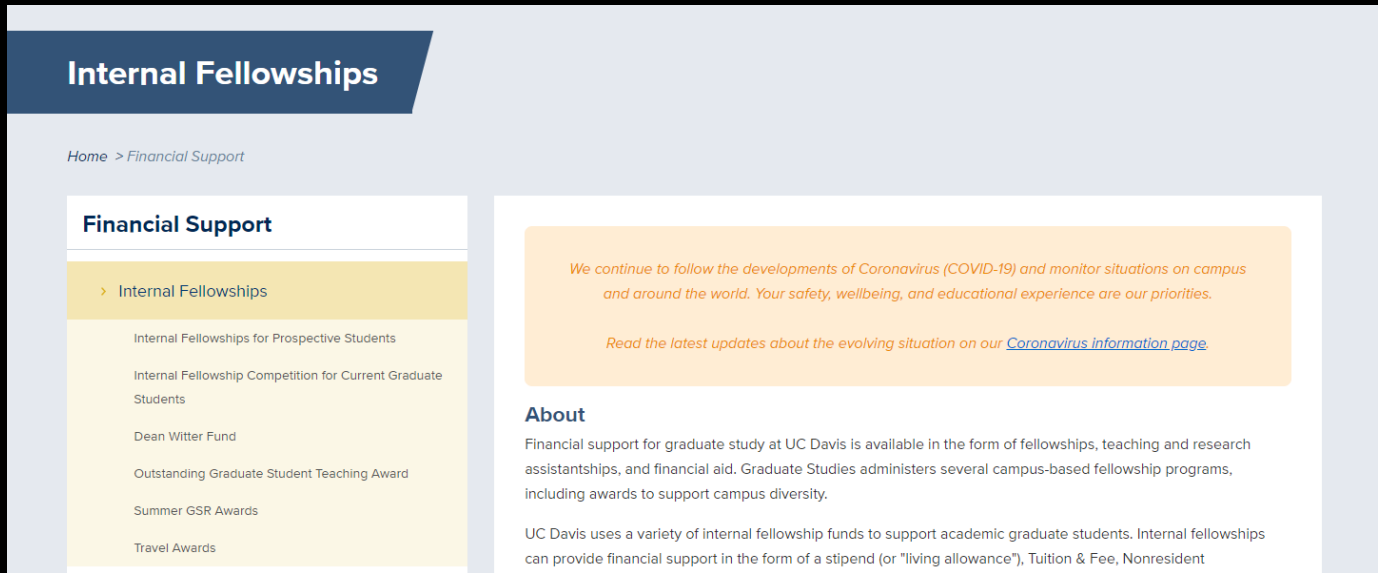 Internal Fellowships
Home > Financial Support
Financial Support
› Internal Fellowships
Internal Fellowships for Prospective Students
Internal Fellowship Competition for Current Graduate
Students
Dean Witter Fund
Outstanding Graduate Student Teaching Award
Summer GSR Awards
Travel Awards
We continue to follow the developments of Coronavirus (COVID-19) and monitor situations on campus
and around the world. Your safety, wellbeing, and educational experience are our priorities.
Read the latest updates about the evolving situation on our Coronavirus information page.
About
Financial support for graduate study at UC Davis is available in the form of fellowships, teaching and research
assistantships, and financial aid. Graduate Studies administers several campus-based fellowship programs,
including awards to support campus diversity.
UC Davis uses a variety of internal fellowship funds to support academic graduate students. Internal fellowships
can provide financial support in the form of a stipend (or "living allowance"), Tuition & Fee, Nonresident